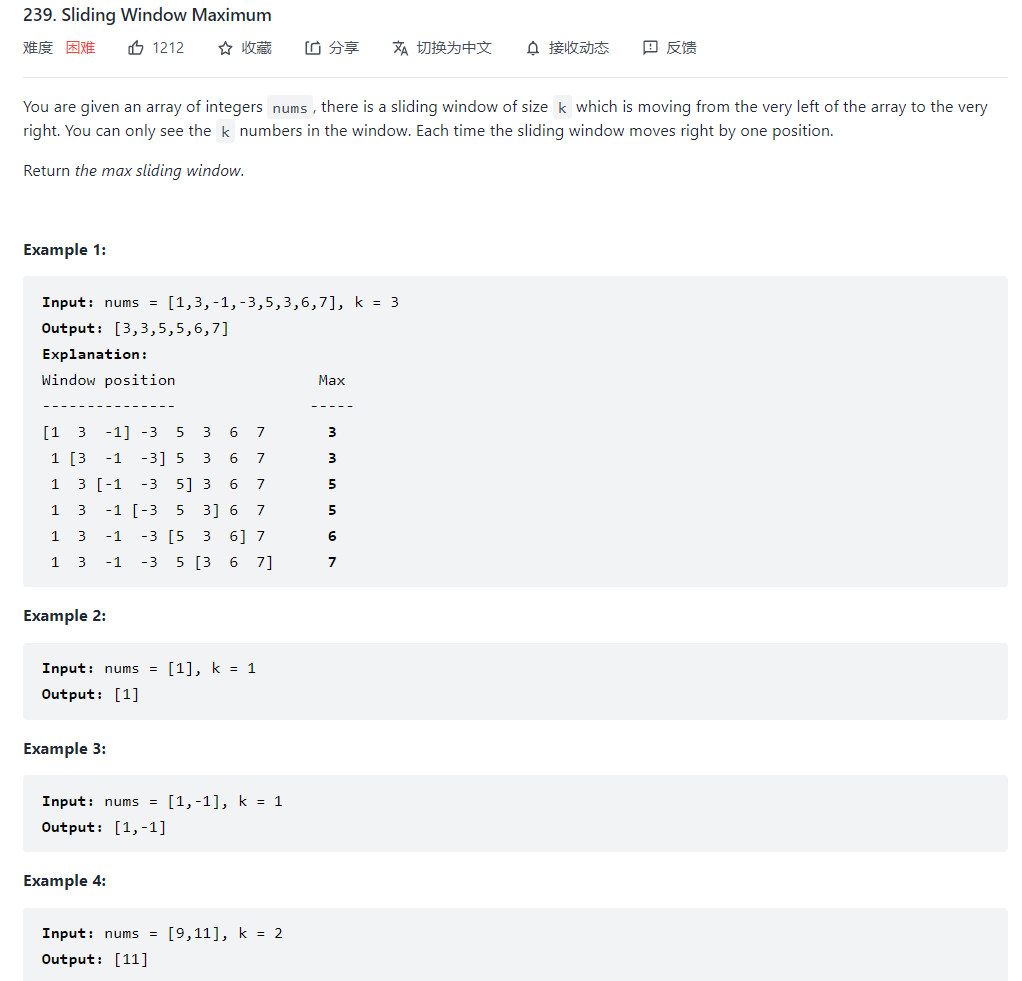 239. Sliding Window Maximum
难度 困难 1212 收藏 分享 切换为中文 接收动态 反馈
You are given an array of integers nums , there is a sliding window of size k which is moving from the very left of the array to the very
right. You can only see the k numbers in the window. Each time the sliding window moves right by one position.
Return the max sliding window.
Example 1:
Input: nums = [1,3,-1,-3,5,3,6,7], k = 3
Output: [3,3,5,5,6,7]
Explanation:
Window position                Max
---------------               -----
[1  3  -1] -3  5  3  6  7       3
 1 [3  -1  -3] 5  3  6  7       3
 1  3 [-1  -3  5] 3  6  7       5
 1  3  -1 [-3  5  3] 6  7       5
 1  3  -1  -3 [5  3  6] 7       6
 1  3  -1  -3  5 [3  6  7]      7
Example 2:
Input: nums = [1], k = 1
Output: [1]
Example 3:
Input: nums = [1,-1], k = 1
Output: [1,-1]
Example 4:
Input: nums = [9,11], k = 2
Output: [11]